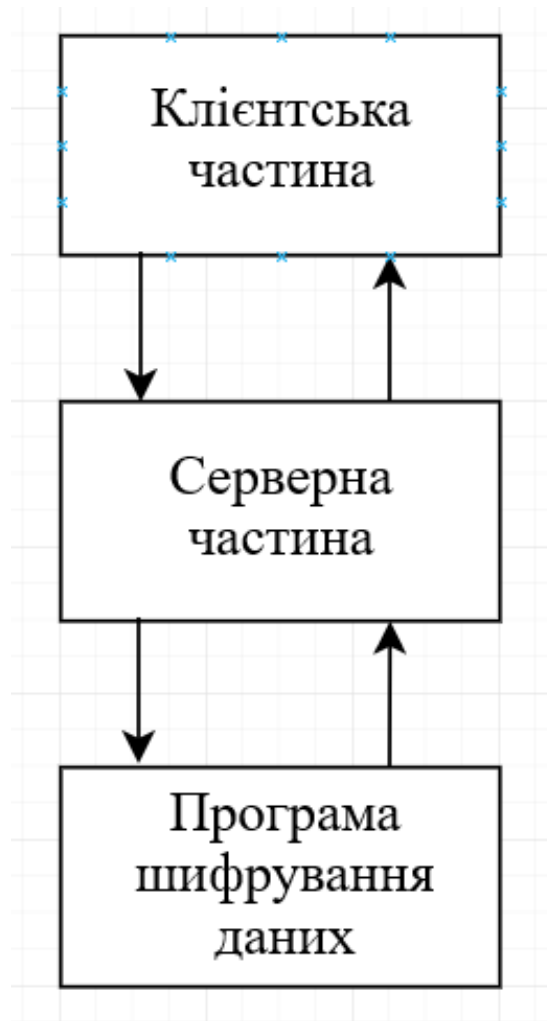 Клієнтська
частина
Серверна
частина
Програма
шифрування
даних